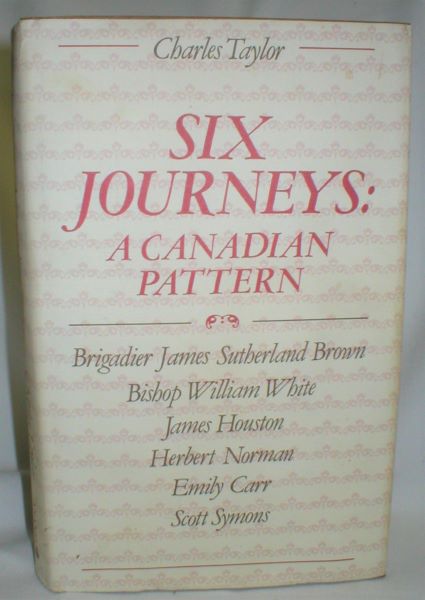 Charles Taylor
SIX
JOURNEYS:
A CANADIAN
PATTERN
Brigadier James Sutherland Brown
Bishop William White
James Houston
Herbert Norman
Emily Carr
Scott Symons